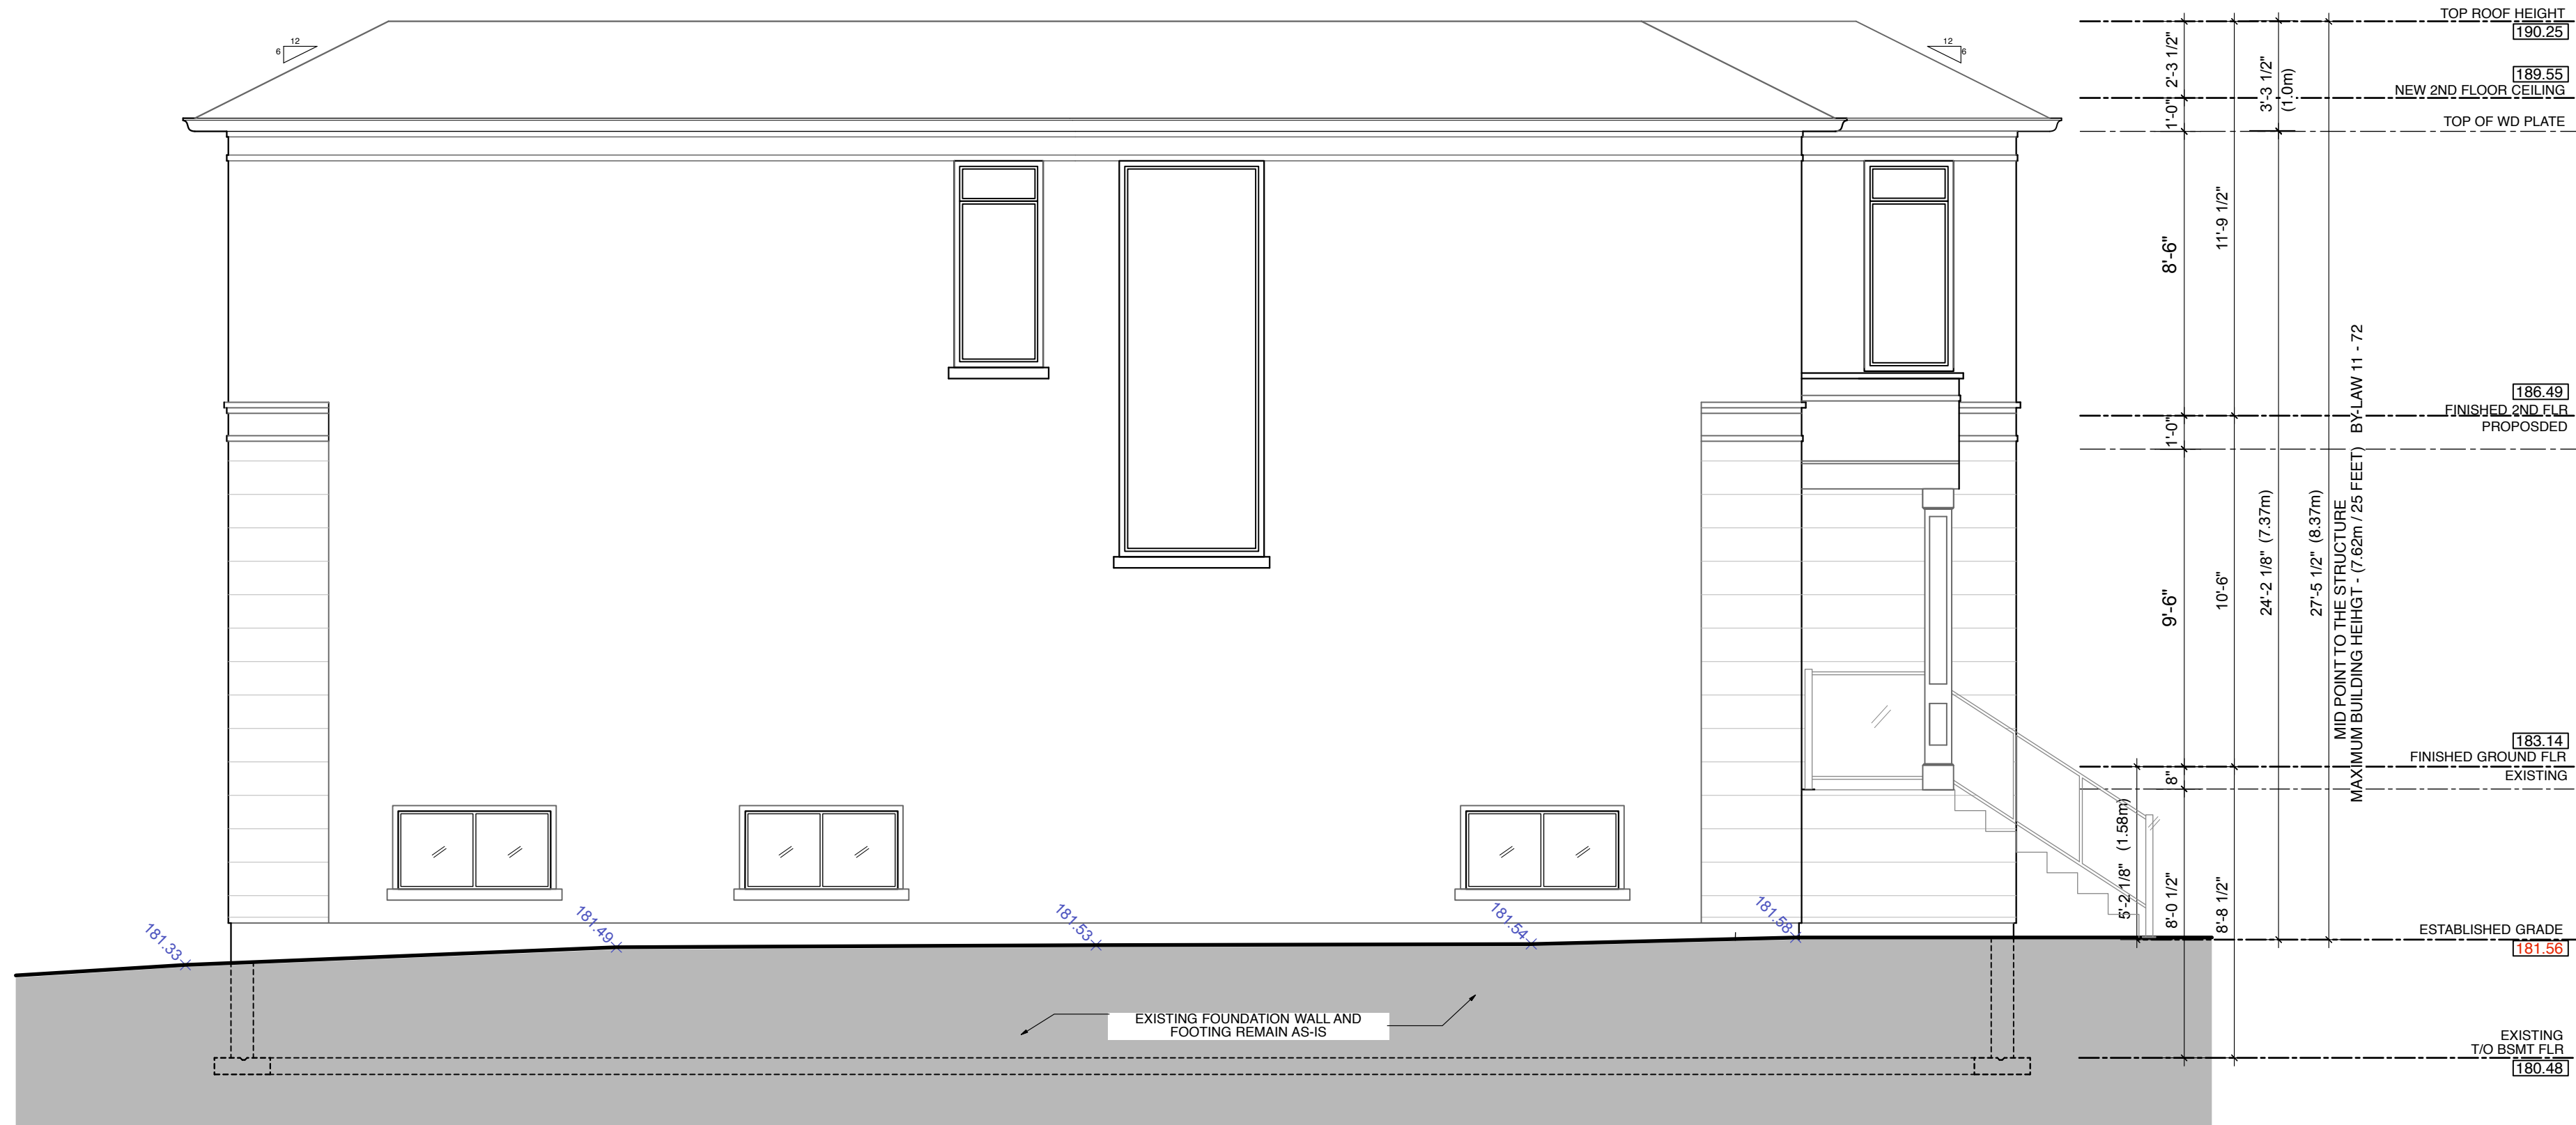 TOP ROOF HEIGHT
190.25
12
6
12
6
2'-3 1/2"
3'-3 1/2"
(1.0m)
189.55
NEW 2ND FLOOR CEILING
1'-0"
TOP OF WD PLATE
8'-6"
11'-9 1/2"
186.49
FINISHED 2ND FLR
PROPOSDED
1'-0"
9'-6"
10'-6"
24'-2 1/8" (7.37m)
27'-5 1/2" (8.37m)
MID POINT TO THE STRUCTURE
MAXIMUM BUILDING HEIHGT - (7.62m / 25 FEET) BY-LAW 11 - 72
183.14
FINISHED GROUND FLR
EXISTING
8"
5'-2 1/8" (1.58m)
8'-0 1/2"
8'-8 1/2"
181.33
181.49
181.53
181.54
181.58
ESTABLISHED GRADE
181.56
EXISTING FOUNDATION WALL AND
FOOTING REMAIN AS-IS
EXISTING
T/O BSMT FLR
180.48